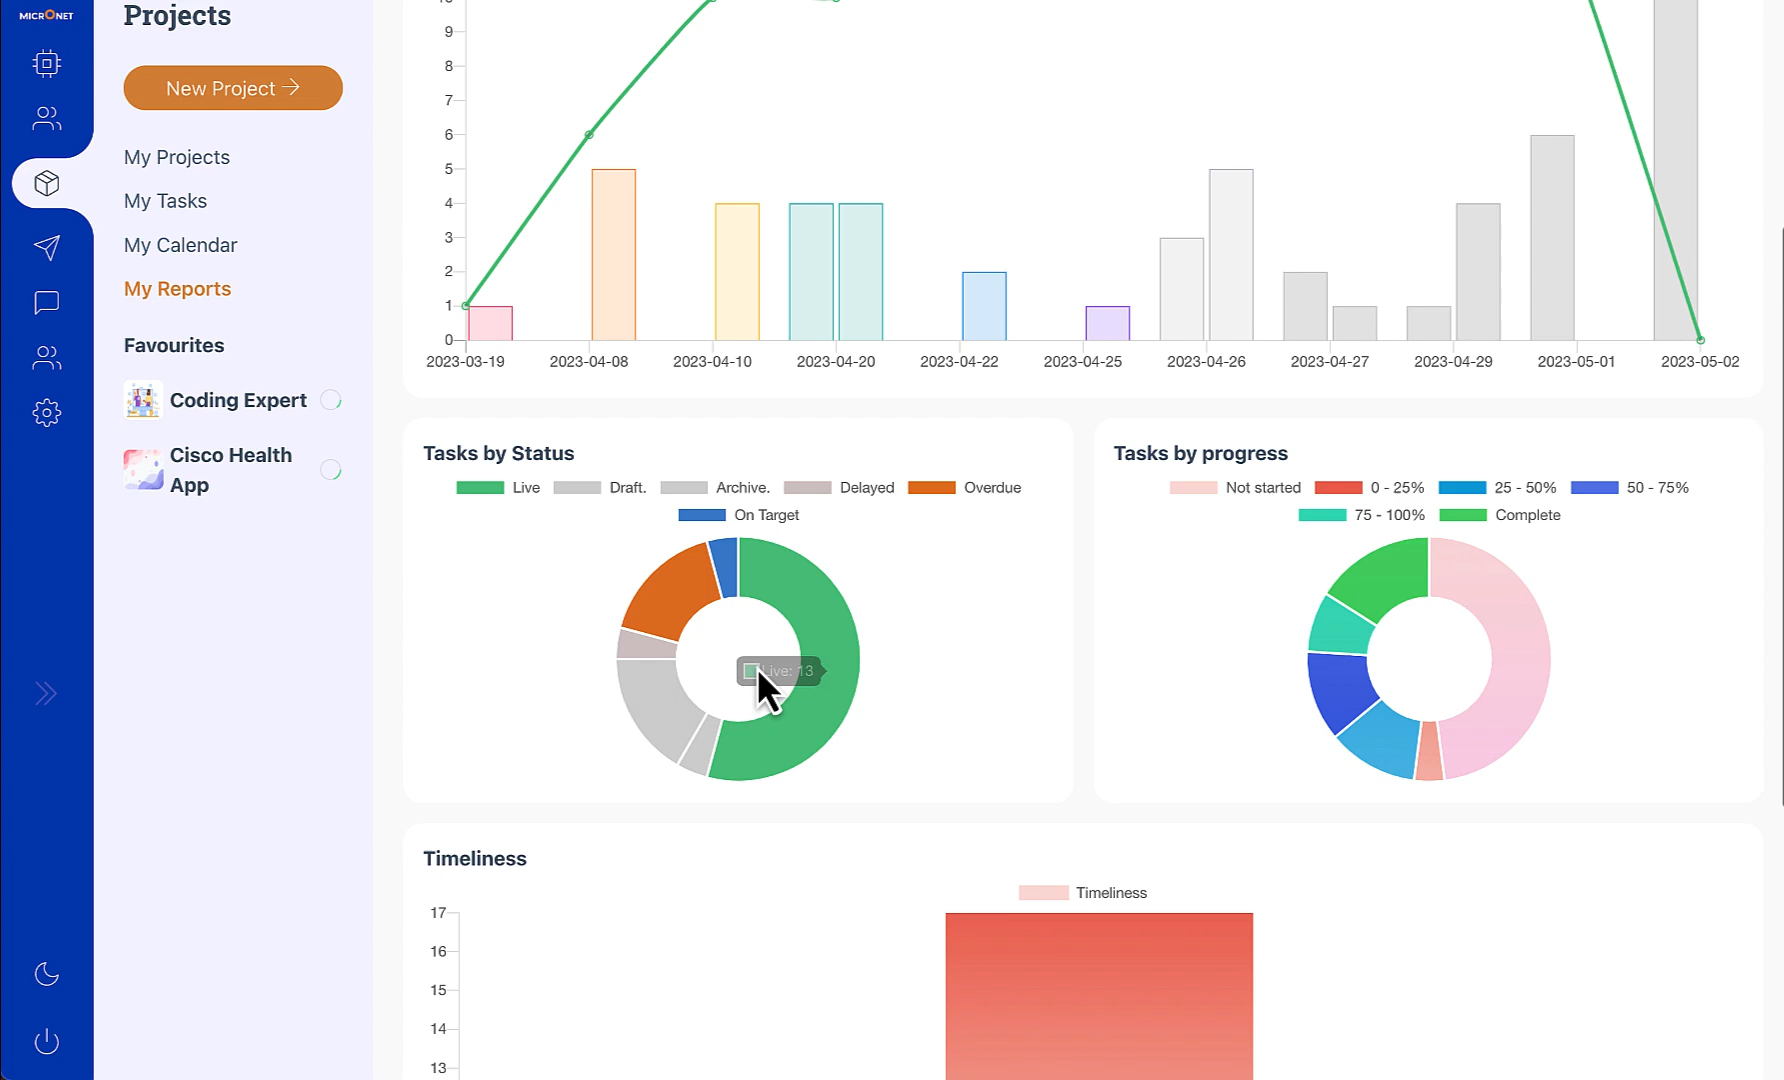 MICRONET
Projects
New Project
My Projects
My Tasks
My Calendar
My Reports
Favourites
Coding Expert
Cisco Health
App
9
8
7
6
5
4
3
2
1
0
2023-03-19 2023-04-08 2023-04-10 2023-04-20 2023-04-22 2023-04-25 2023-04-26 2023-04-27 2023-04-29 2023-05-01 2023-05-02
Tasks by Status
Live Draft. Archive. Delayed Overdue
On Target
Live: 13
Tasks by progress
Not started 0 - 25% 25 - 50% 50 - 75%
75 - 100% Complete
Timeliness
Timeliness
17
16
15
14
13